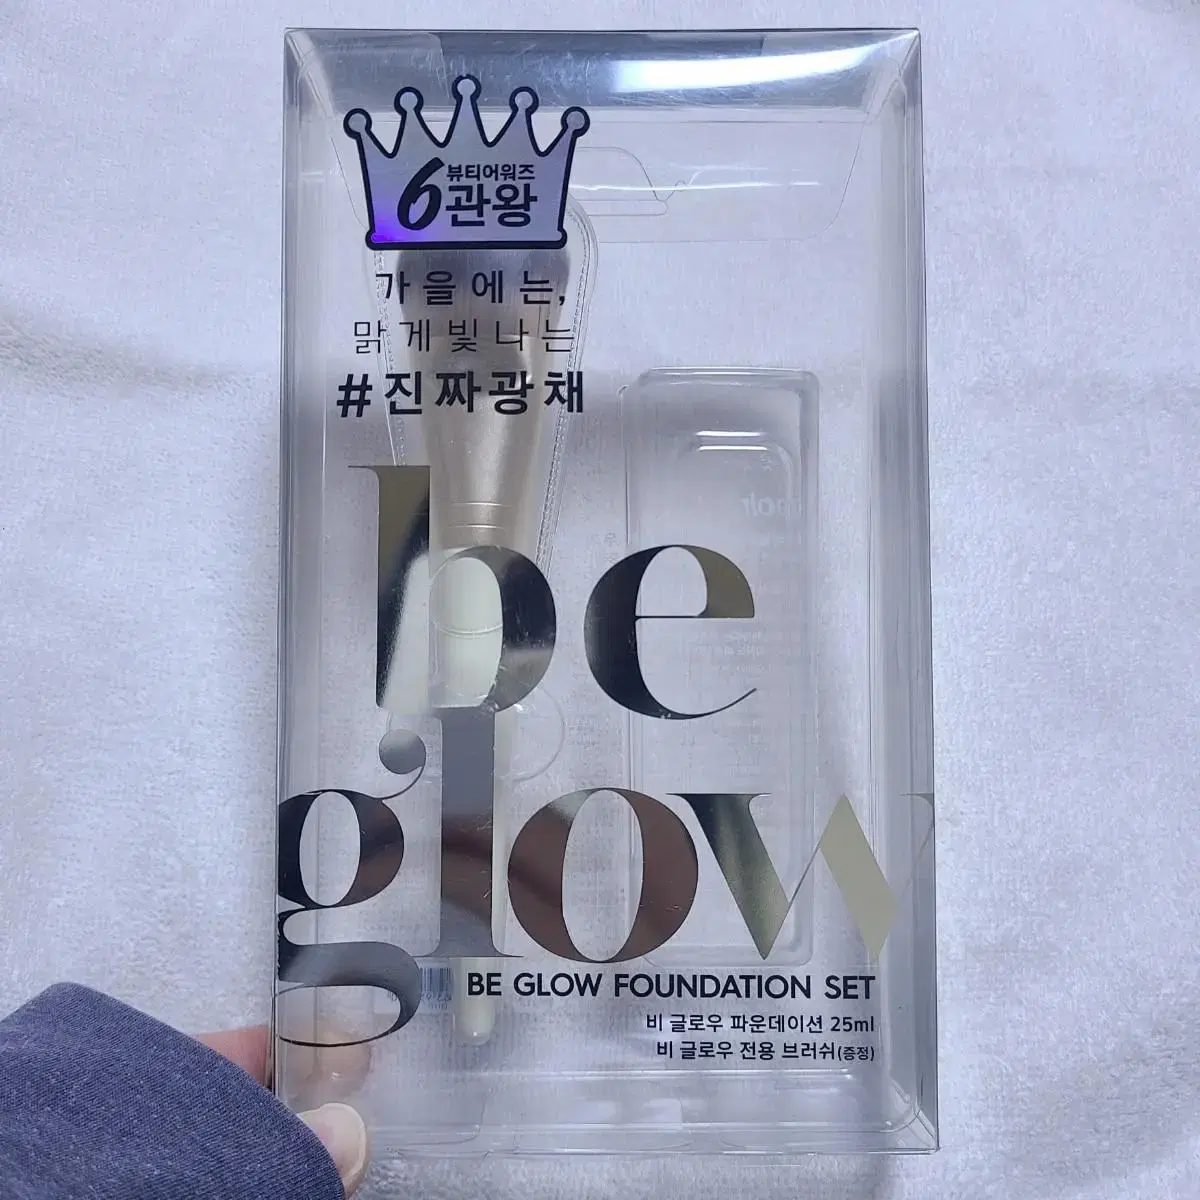 뷰티어워즈
6관왕
가을에는,
맑게빛나는
#진짜광채
be
glow
BE GLOW FOUNDATION SET
비 글로우 파운데이션 25ml
비 글로우 전용 브러쉬(증정)